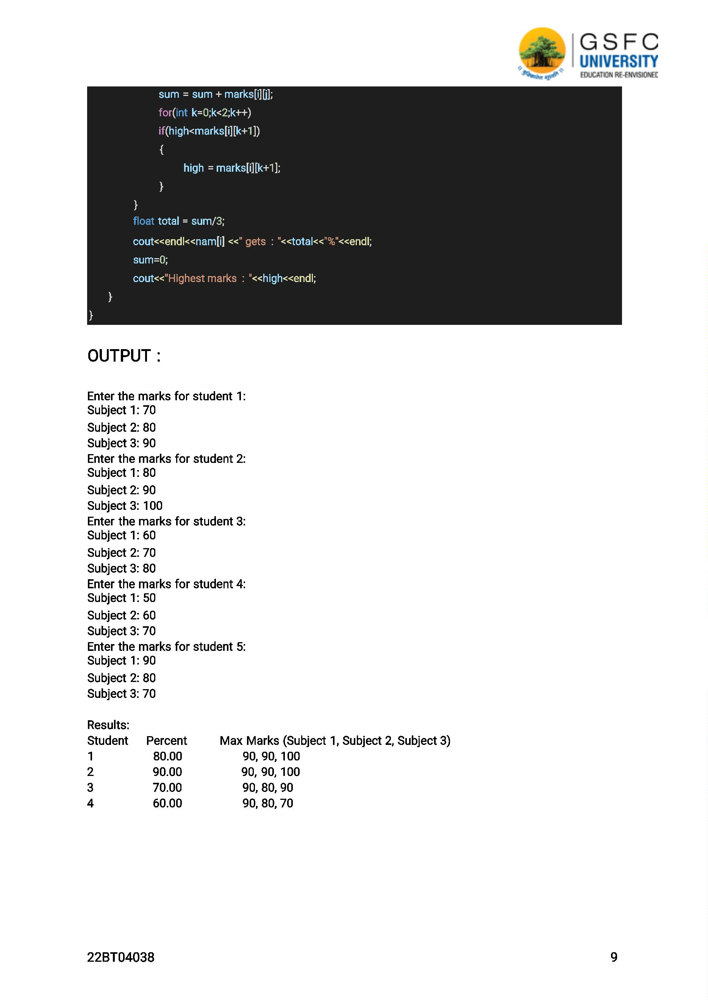 GSFC
UNIVERSITY
EDUCATION RE-ENVISIONED
sum = sum + marks[i][j];
for(int k=0;k<2;k++)
if(high<marks[i][k+1])
{
high = marks[i][k+1];
}
}
float total = sum/3;
cout<<endl<<nam[i] <<" gets : "<<total<<"%"<<endl;
sum=0;
cout<<"Highest marks : "<<high<<endl;
}
}
OUTPUT :
Enter the marks for student 1:
Subject 1: 70
Subject 2: 80
Subject 3: 90
Enter the marks for student 2:
Subject 1: 80
Subject 2: 90
Subject 3: 100
Enter the marks for student 3:
Subject 1: 60
Subject 2: 70
Subject 3: 80
Enter the marks for student 4:
Subject 1: 50
Subject 2: 60
Subject 3: 70
Enter the marks for student 5:
Subject 1: 90
Subject 2: 80
Subject 3: 70
Results:
Student Percent Max Marks (Subject 1, Subject 2, Subject 3)
1 80.00 90, 90, 100
2 90.00 90, 90, 100
3 70.00 90, 80, 90
4 60.00 90, 80, 70
22BT04038 9